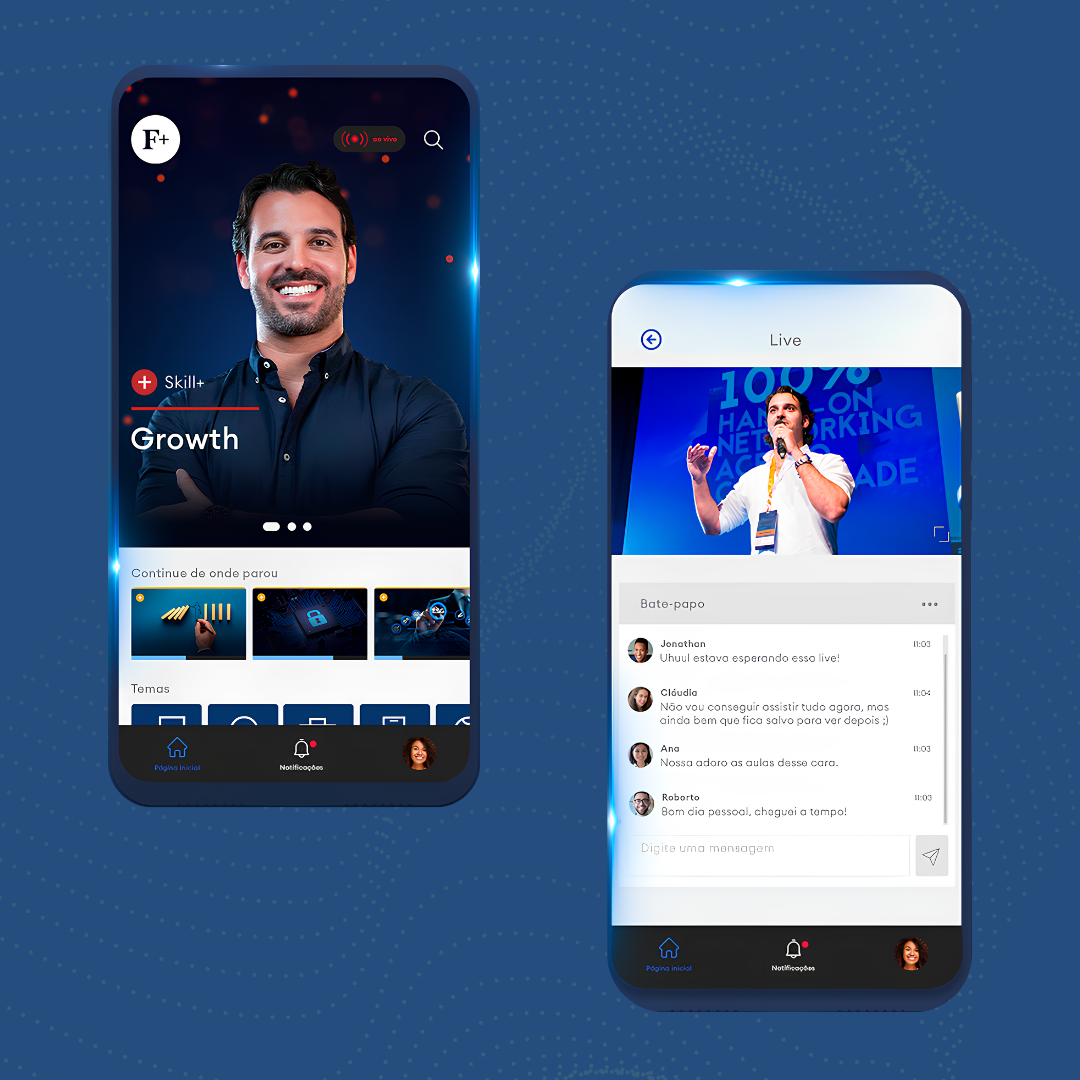 F+
ao vivo
Skill+
Growth
Continue de onde parou
ESG
Temas
Página inicial
Notificações
Live
100%
HANDS-ON
NETWORKING
Bate-papo
Jonathan
11:03
Uhuul estava esperando essa live!
Cláudia
11:04
Não vou conseguir assistir tudo agora, mas
ainda bem que fica salvo para ver depois ;)
Ana
11:03
Nossa adoro as aulas desse cara.
Roborto
11:03
Bom dia pessoal, cheguei a tempo!
Digite uma mensagem
Página inicial
Notificações